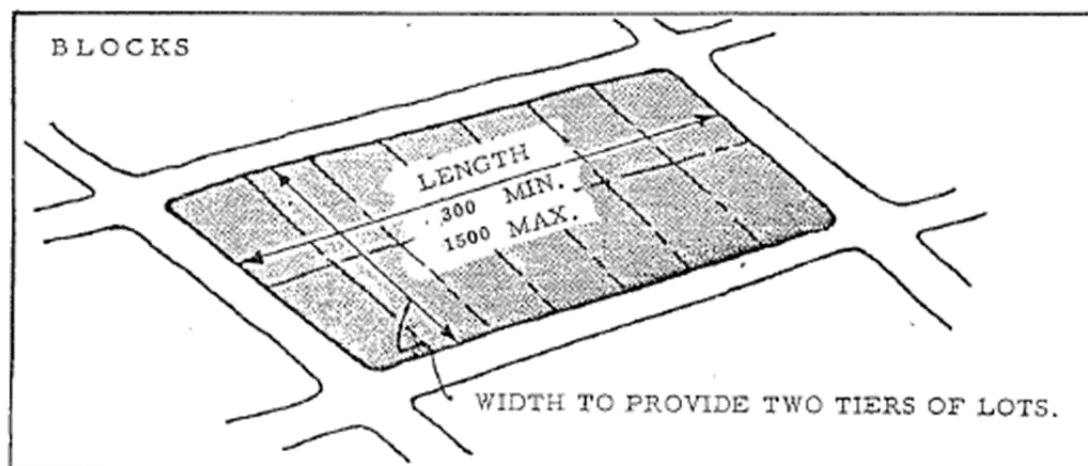 BLOCKS
LENGTH
300 MIN.
1500 MAX.
WIDTH TO PROVIDE TWO TIERS OF LOTS.